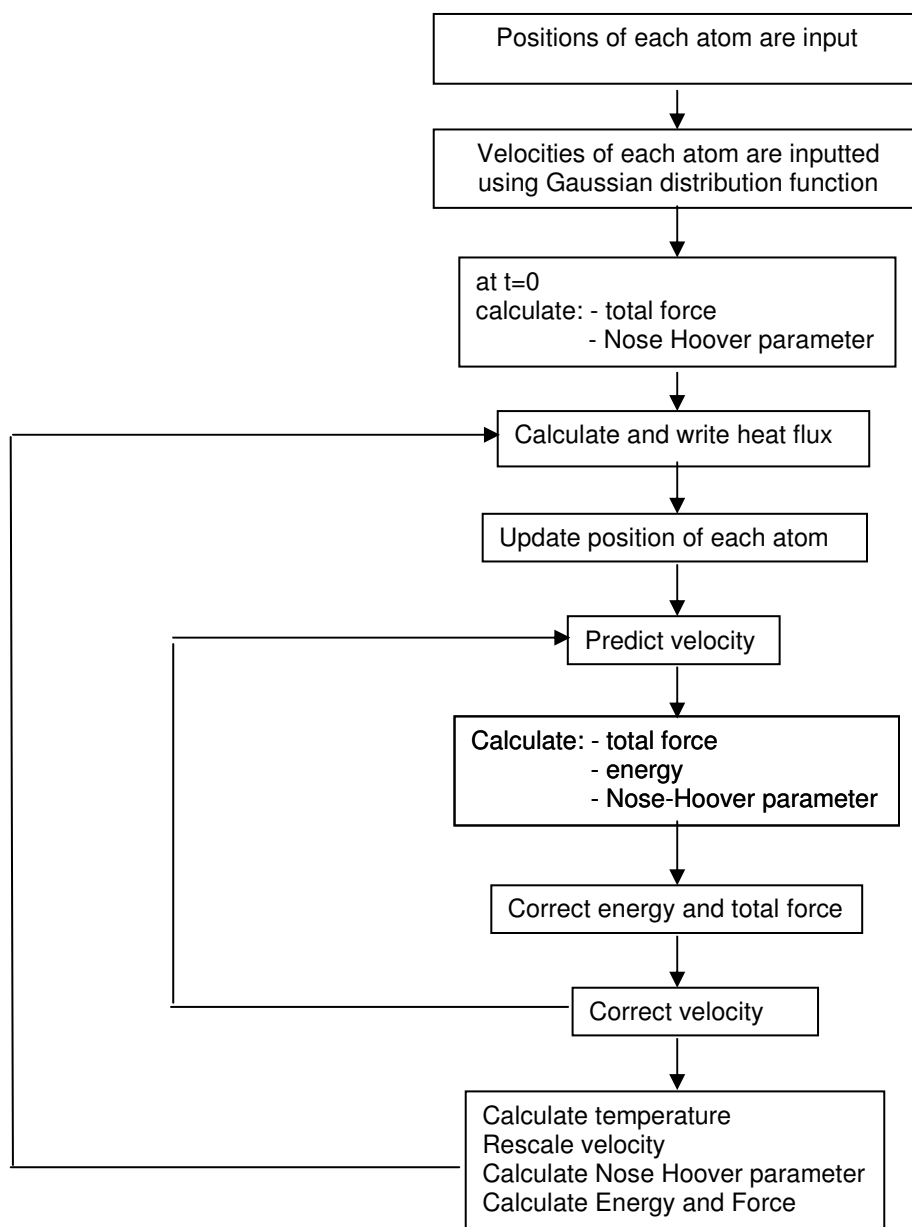 Positions of each atom are input
Velocities of each atom are inputted
using Gaussian distribution function
at t=0
calculate: - total force
- Nose Hoover parameter
Calculate and write heat flux
Update position of each atom
Predict velocity
Calculate: - total force
- energy
- Nose-Hoover parameter
Correct energy and total force
Correct velocity
Calculate temperature
Rescale velocity
Calculate Nose Hoover parameter
Calculate Energy and Force